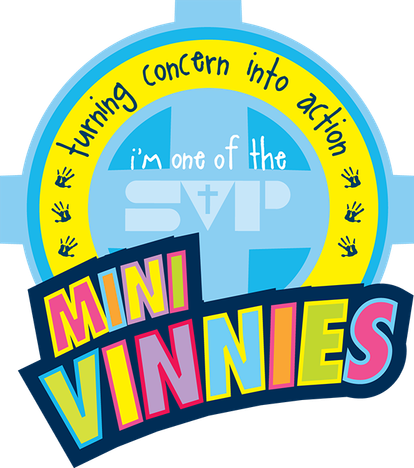 turning concern into action
i'm one of the
SVP
MINI
VINNIES